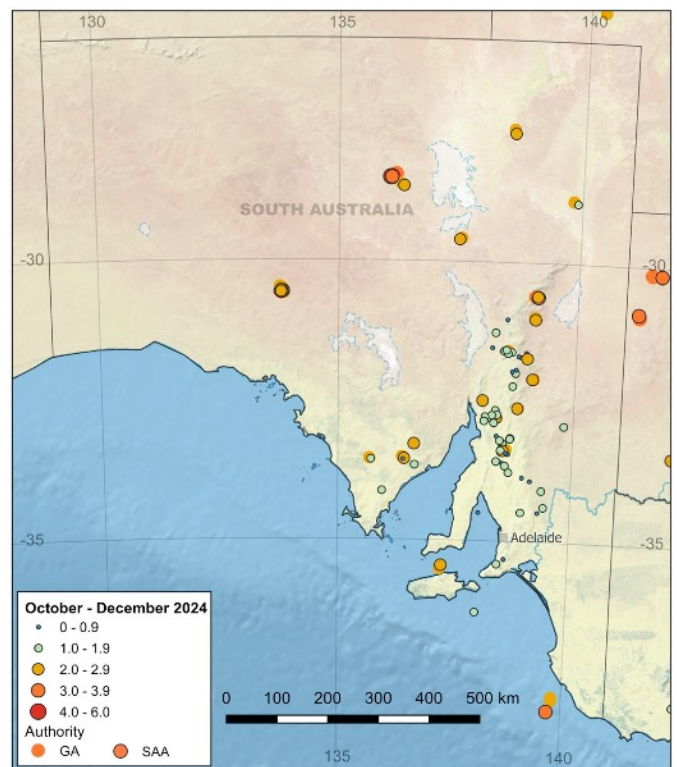 130
135
140
SOUTH AUSTRALIA
-30
-30
-35
Adelaide
-35
October - December 2024
0 - 0.9
1.0 - 1.9
2.0 - 2.9
3.0 - 3.9
4.0 - 6.0
Authority
GA
SAA
0 100 200 300 400 500 km
135
140